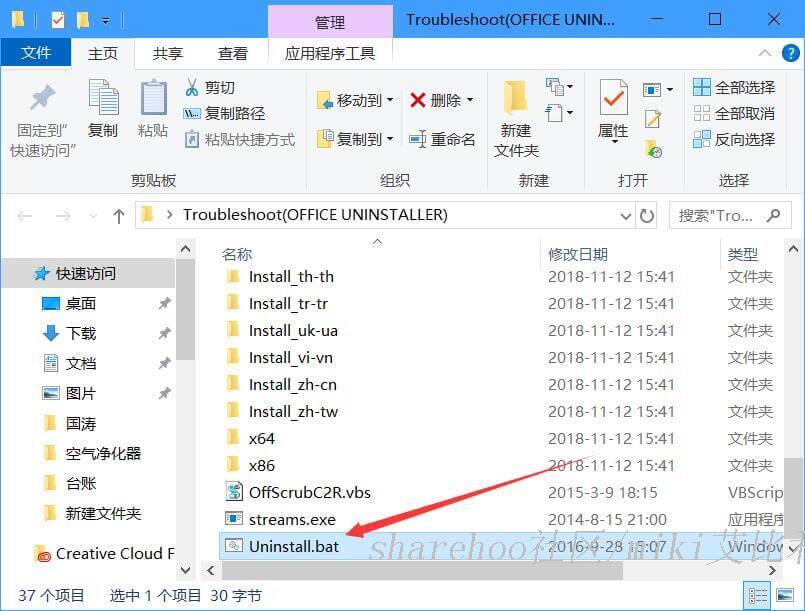 管理
Troubleshoot(OFFICE UNIN...
文件
主页
共享
查看
应用程序工具
固定到"
快速访问"
复制
粘贴
剪切
复制路径
粘贴快捷方式
剪贴板
移动到
复制到
删除
重命名
组织
新建
文件夹
新建
属性
打开
全部选择
全部取消
反向选择
选择
Troubleshoot(OFFICE UNINSTALLER)
搜索"Tro...
快速访问
桌面
下载
文档
图片
国涛
空气净化器
台账
新建文件夹
Creative Cloud F
名称 修改日期 类型
Install_th-th 2018-11-12 15:41 文件夹
Install_tr-tr 2018-11-12 15:41 文件夹
Install_uk-ua 2018-11-12 15:41 文件夹
Install_vi-vn 2018-11-12 15:41 文件夹
Install_zh-cn 2018-11-12 15:41 文件夹
Install_zh-tw 2018-11-12 15:41 文件夹
x64 2018-11-12 15:41 文件夹
x86 2018-11-12 15:41 文件夹
OffScrubC2R.vbs 2015-3-9 18:15 VBScrip
streams.exe 2014-8-15 21:00 应用程序
Uninstall.bat 2016-9-28 15:07 Window
sharehoo社区/miki艾比
37 个项目 选中 1 个项目 30 字节